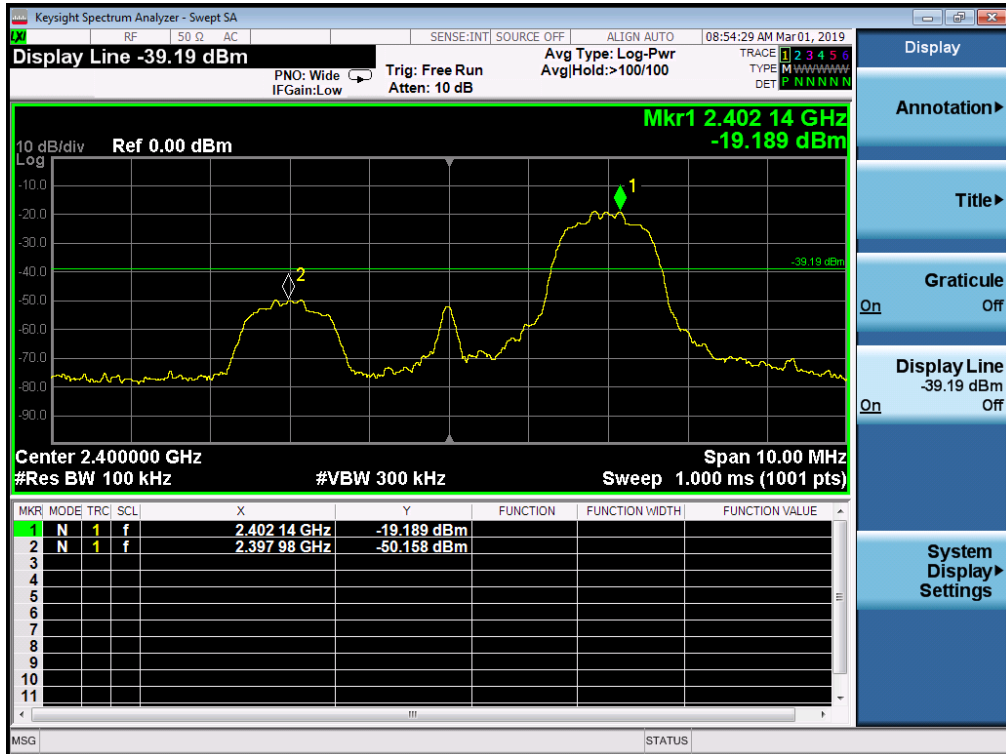 Keysight Spectrum Analyzer - Swept SA
LXI RF 50 Ω AC SENSE:INT SOURCE OFF ALIGN AUTO 08:54:29 AM Mar 01, 2019
Display Line -39.19 dBm
PNO: Wide
IFGain:Low
Trig: Free Run
Atten: 10 dB
Avg Type: Log-Pwr
Avg|Hold:>100/100
TRACE 1 2 3 4 5 6
TYPE M WWWWW
DET P N N N N N
Mkr1 2.402 14 GHz
-19.189 dBm
10 dB/div Ref 0.00 dBm
Log
-10.0
-20.0
-30.0
-40.0
-50.0
-60.0
-70.0
-80.0
-90.0
1
2
-39.19 dBm
Center 2.400000 GHz Span 10.00 MHz
#Res BW 100 kHz #VBW 300 kHz Sweep 1.000 ms (1001 pts)
MKR MODE TRC SCL X Y FUNCTION FUNCTION WIDTH FUNCTION VALUE
1 N 1 f 2.402 14 GHz -19.189 dBm
2 N 1 f 2.397 98 GHz -50.158 dBm
3
4
5
6
7
8
9
10
11
MSG STATUS
Display
Annotation
Title
Graticule
On Off
Display Line
-39.19 dBm
On Off
System
Display
Settings